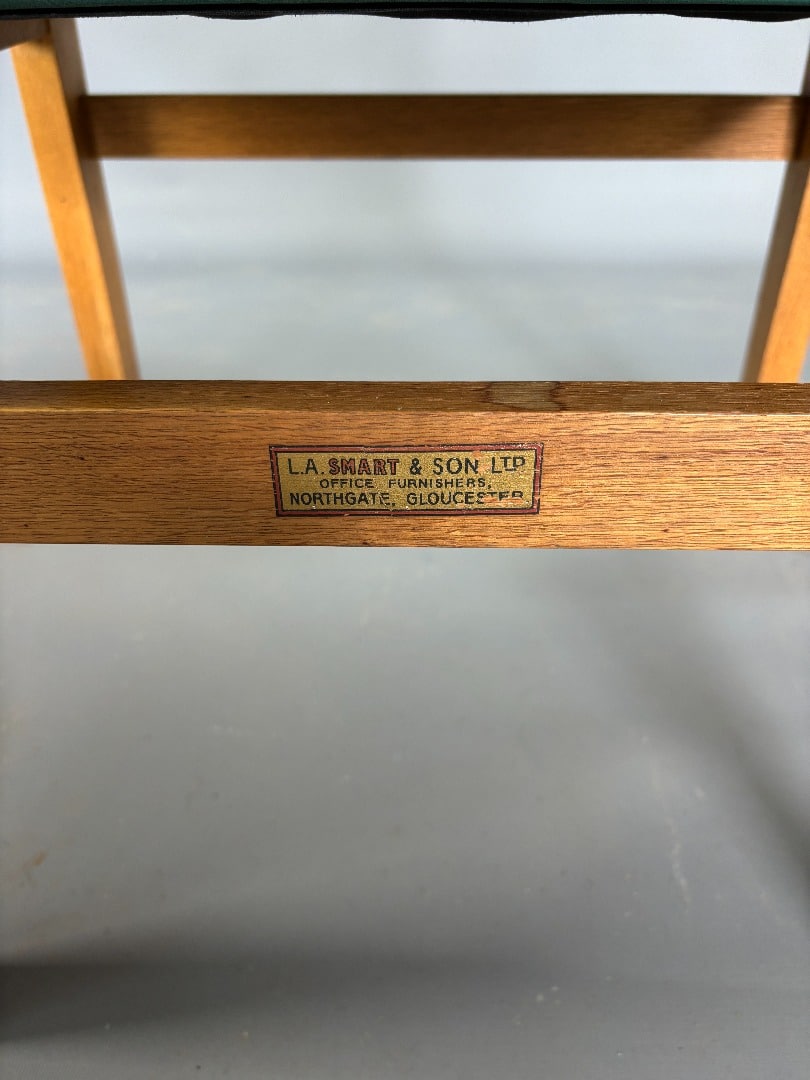 L.A. SMART & SON LTD
OFFICE FURNISHERS,
NORTHGATE, GLOUCESTER